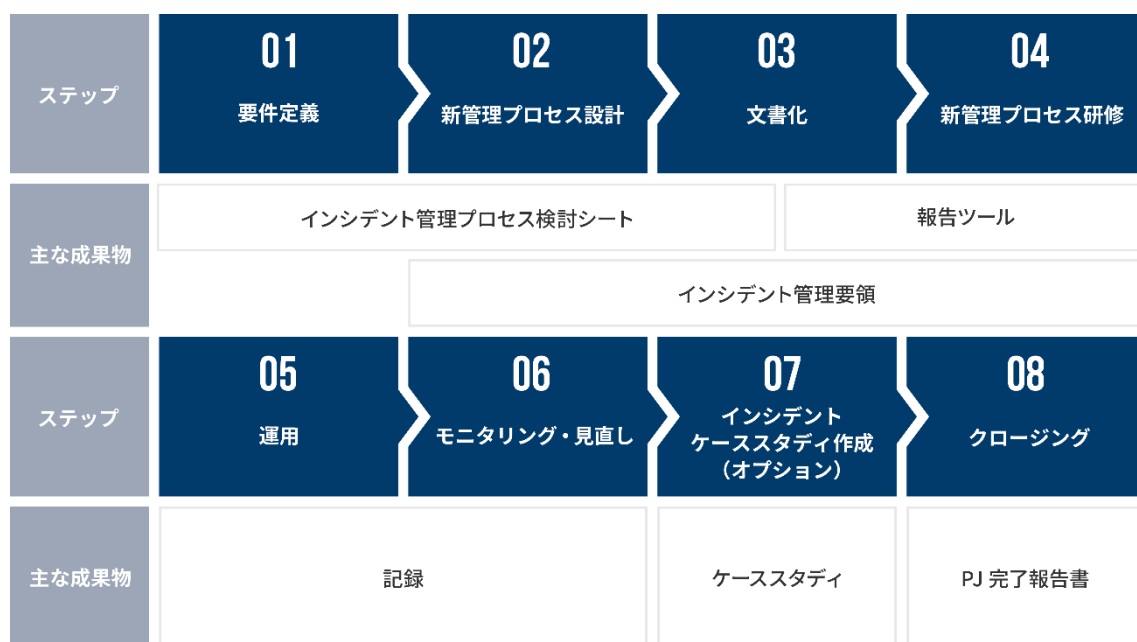 ステップ
01
要件定義
02
新管理プロセス設計
03
文書化
04
新管理プロセス研修
主な成果物
インシデント管理プロセス検討シート
報告ツール
インシデント管理要領
ステップ
05
運用
06
モニタリング・見直し
07
インシデント
ケーススタディ作成
（オプション）
08
クロージング
主な成果物
記録
ケーススタディ
PJ 完了報告書